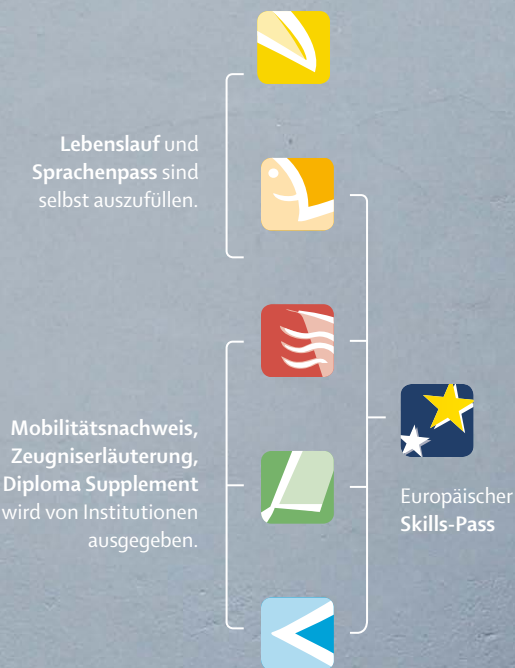 Lebenslauf und
Sprachenpass sind
selbst auszufüllen.
Mobilitätsnachweis,
Zeugniserläuterung,
Diploma Supplement
wird von Institutionen
ausgegeben.
Europäischer
Skills-Pass